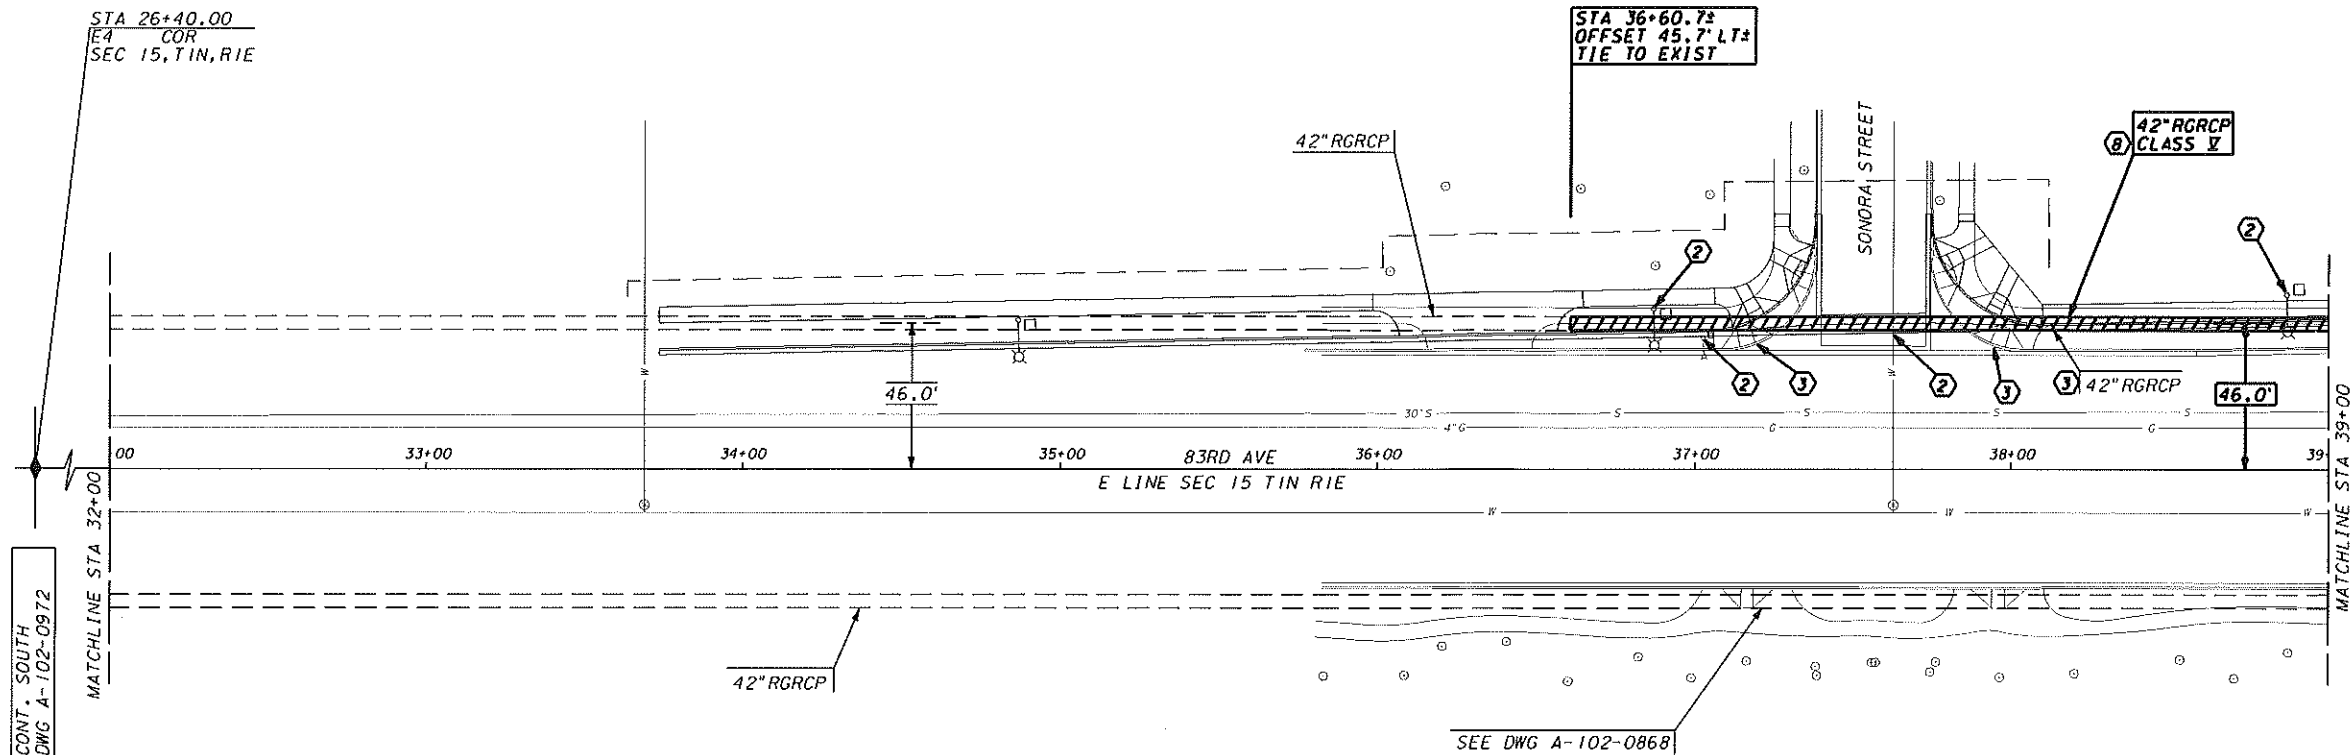 STA 26+40.00
E4 COR
SEC 15, T1N, R1E
STA 36+60.7±
OFFSET 45.7' LT±
TIE TO EXIST
42" RGRCP
SONORA STREET
8
42" RGRCP
CLASS V
2
2
W
46.0'
2
3
2
W
3
3
42" RGRCP
46.0'
30"S S S S S
4"G G G
00 33+00 34+00 35+00 83RD AVE 36+00 37+00 38+00 39+
E LINE SEC 15 T1N R1E
W W W
MATCHLINE STA 32+00
MATCHLINE STA 39+00
CONT. SOUTH
DWG A-102-0972
42" RGRCP
SEE DWG A-102-0868